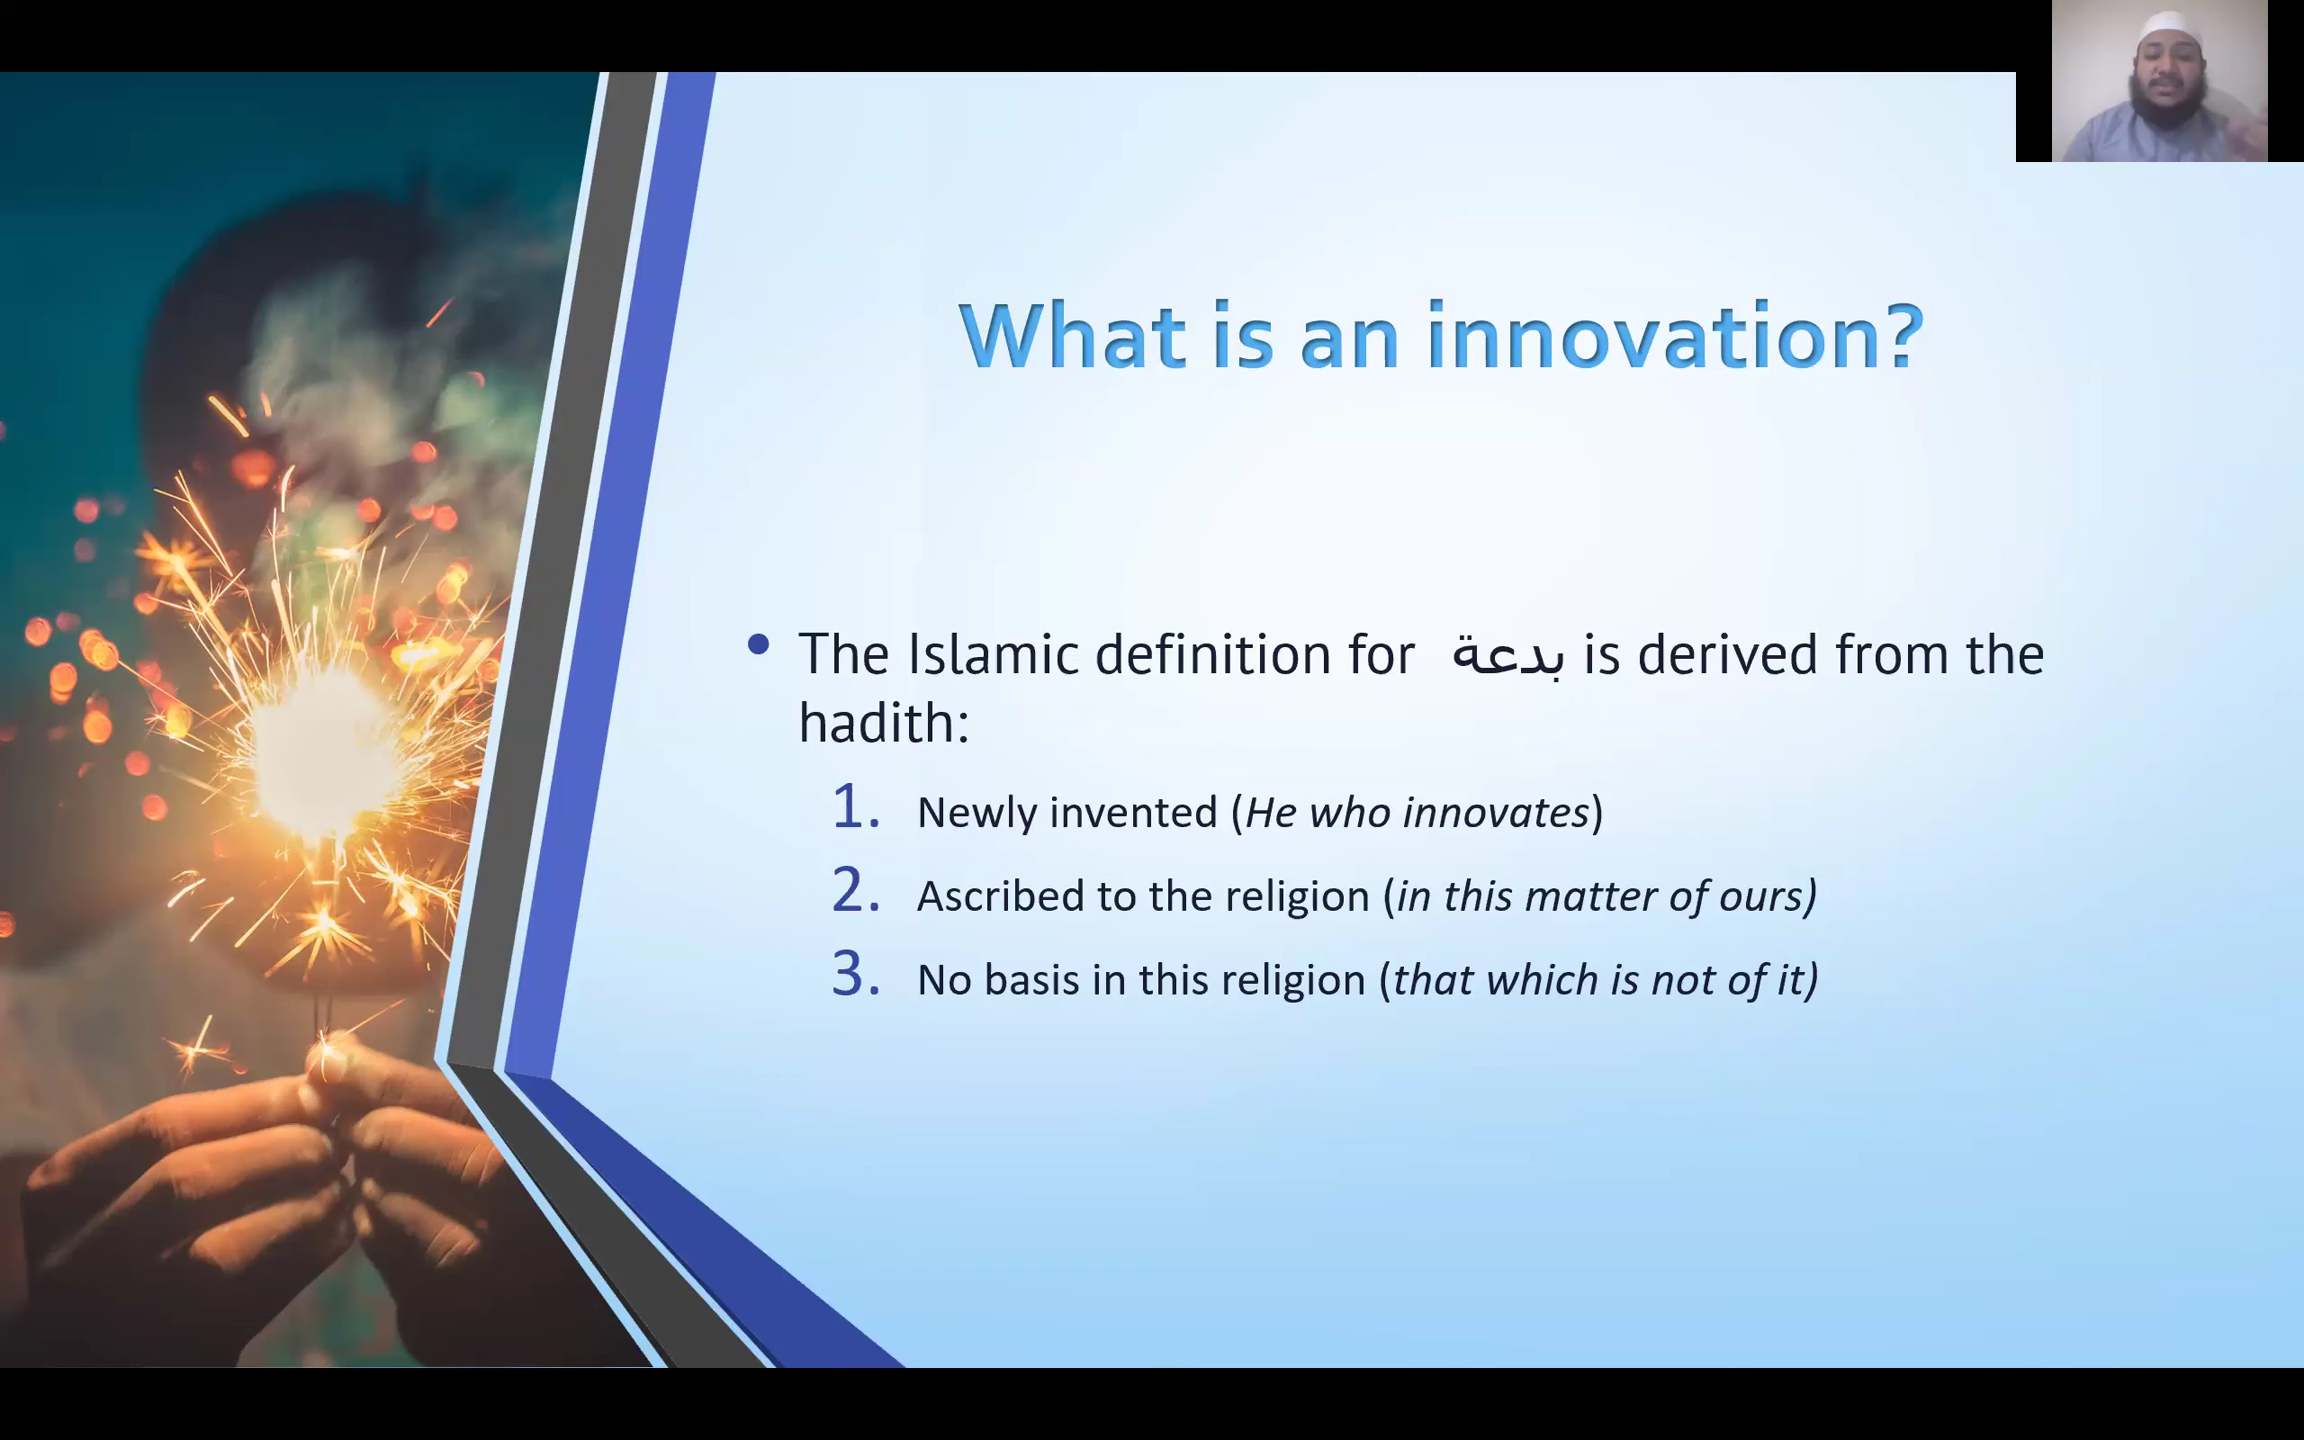 What is an innovation?
• The Islamic definition for بدعة is derived from the
hadith:
1. Newly invented (He who innovates)
2. Ascribed to the religion (in this matter of ours)
3. No basis in this religion (that which is not of it)